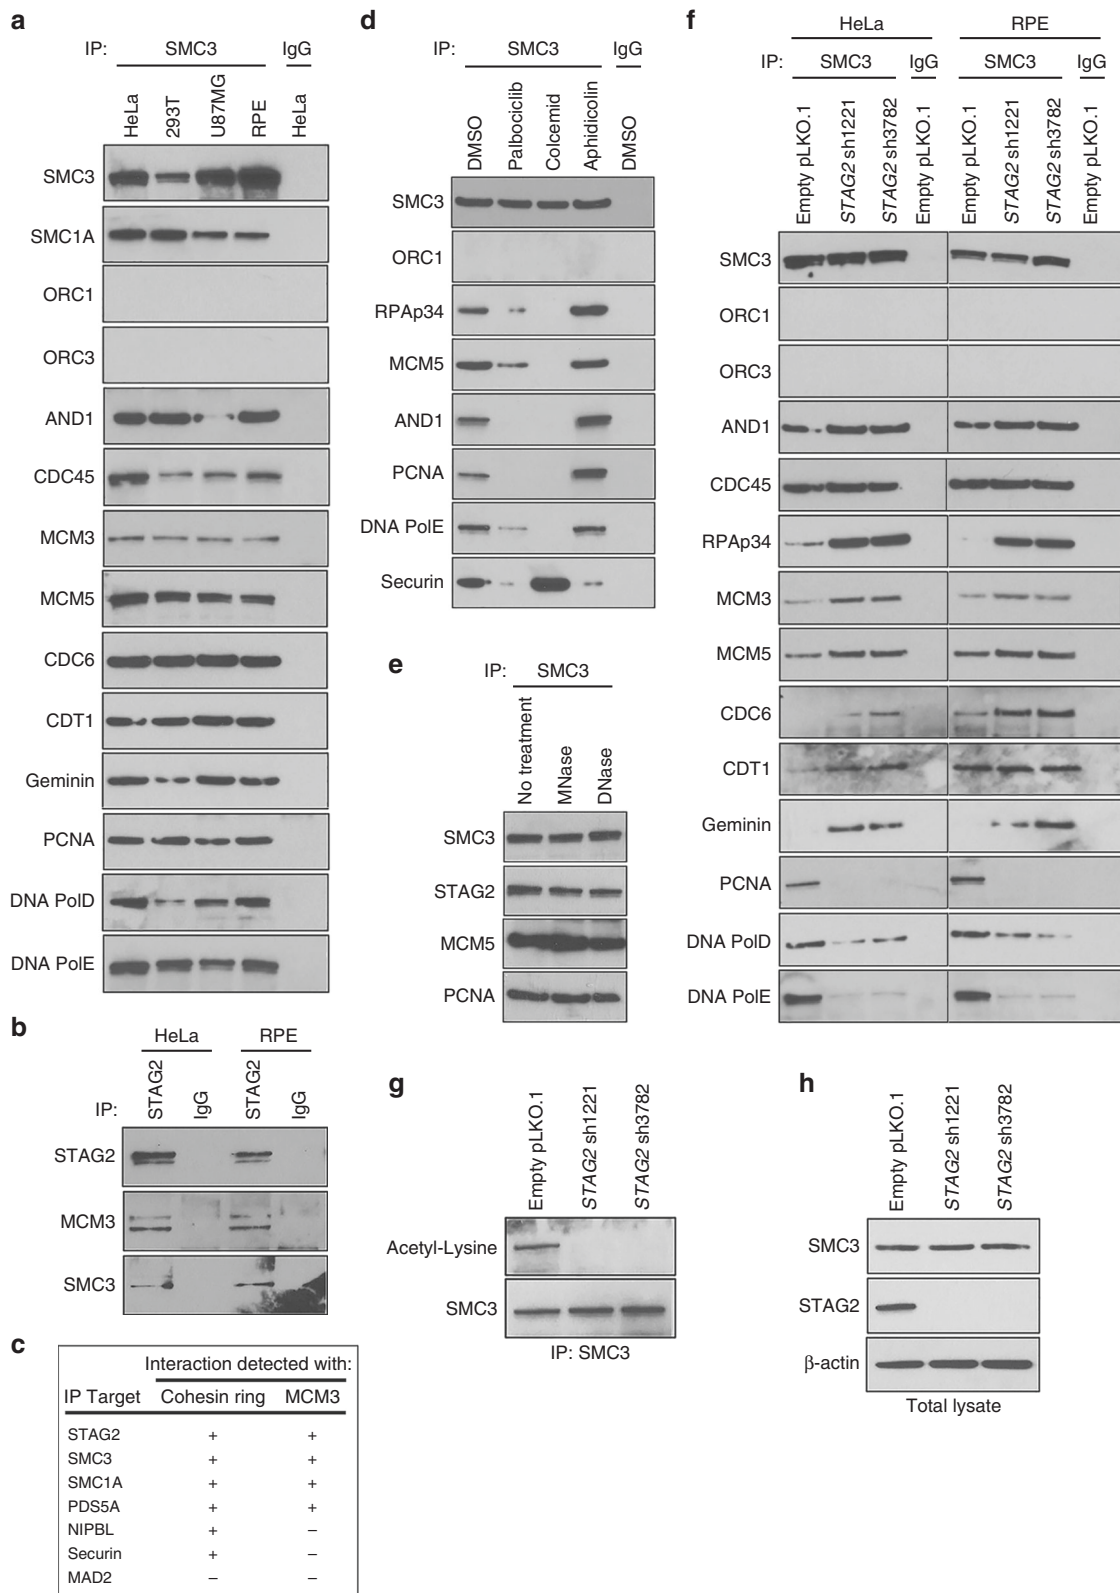 a
IP: SMC3 IgG
HeLa 293T U87MG RPE HeLa
SMC3
SMC1A
ORC1
ORC3
AND1
CDC45
MCM3
MCM5
CDC6
CDT1
Geminin
PCNA
DNA PolD
DNA PolE
b
HeLa RPE
IP: STAG2 IgG STAG2 IgG
STAG2
MCM3
SMC3
c
Interaction detected with:
IP Target Cohesin ring MCM3
STAG2 + +
SMC3 + +
SMC1A + +
PDS5A + +
NIPBL + –
Securin + –
MAD2 – –
d
IP: SMC3 IgG
DMSO Palbociclib Colcemid Aphidicolin DMSO
SMC3
ORC1
RPAp34
MCM5
AND1
PCNA
DNA PolE
Securin
e
IP: SMC3
No treatment MNase DNase
SMC3
STAG2
MCM5
PCNA
f
HeLa RPE
IP: SMC3 IgG SMC3 IgG
Empty pLKO.1 STAG2 sh1221 STAG2 sh3782 Empty pLKO.1 Empty pLKO.1 STAG2 sh1221 STAG2 sh3782 Empty pLKO.1
SMC3
ORC1
ORC3
AND1
CDC45
RPAp34
MCM3
MCM5
CDC6
CDT1
Geminin
PCNA
DNA PolD
DNA PolE
g
Empty pLKO.1 STAG2 sh1221 STAG2 sh3782
Acetyl-Lysine
SMC3
IP: SMC3
h
Empty pLKO.1 STAG2 sh1221 STAG2 sh3782
SMC3
STAG2
β-actin
Total lysate